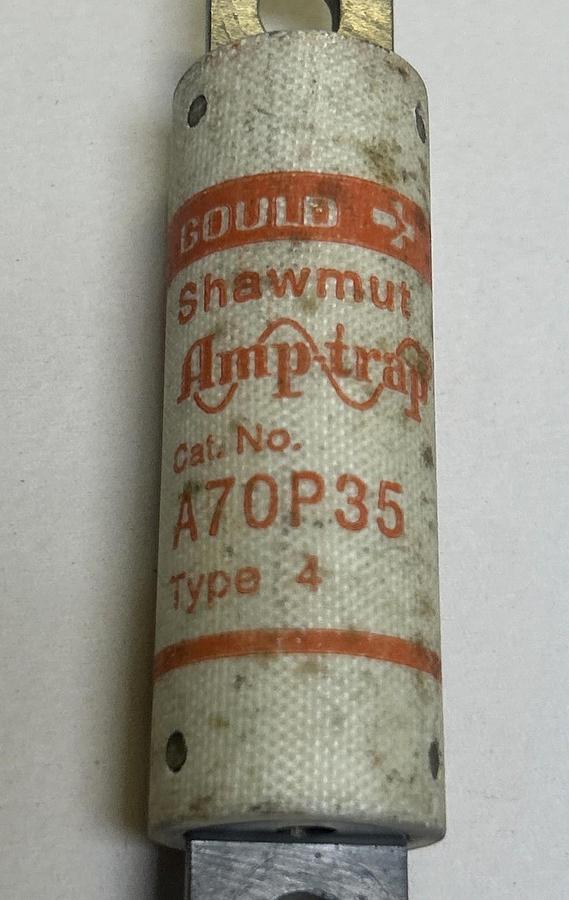 GOULD
Shawmut
Amp-trap
Cat. No.
A70P35
Type 4